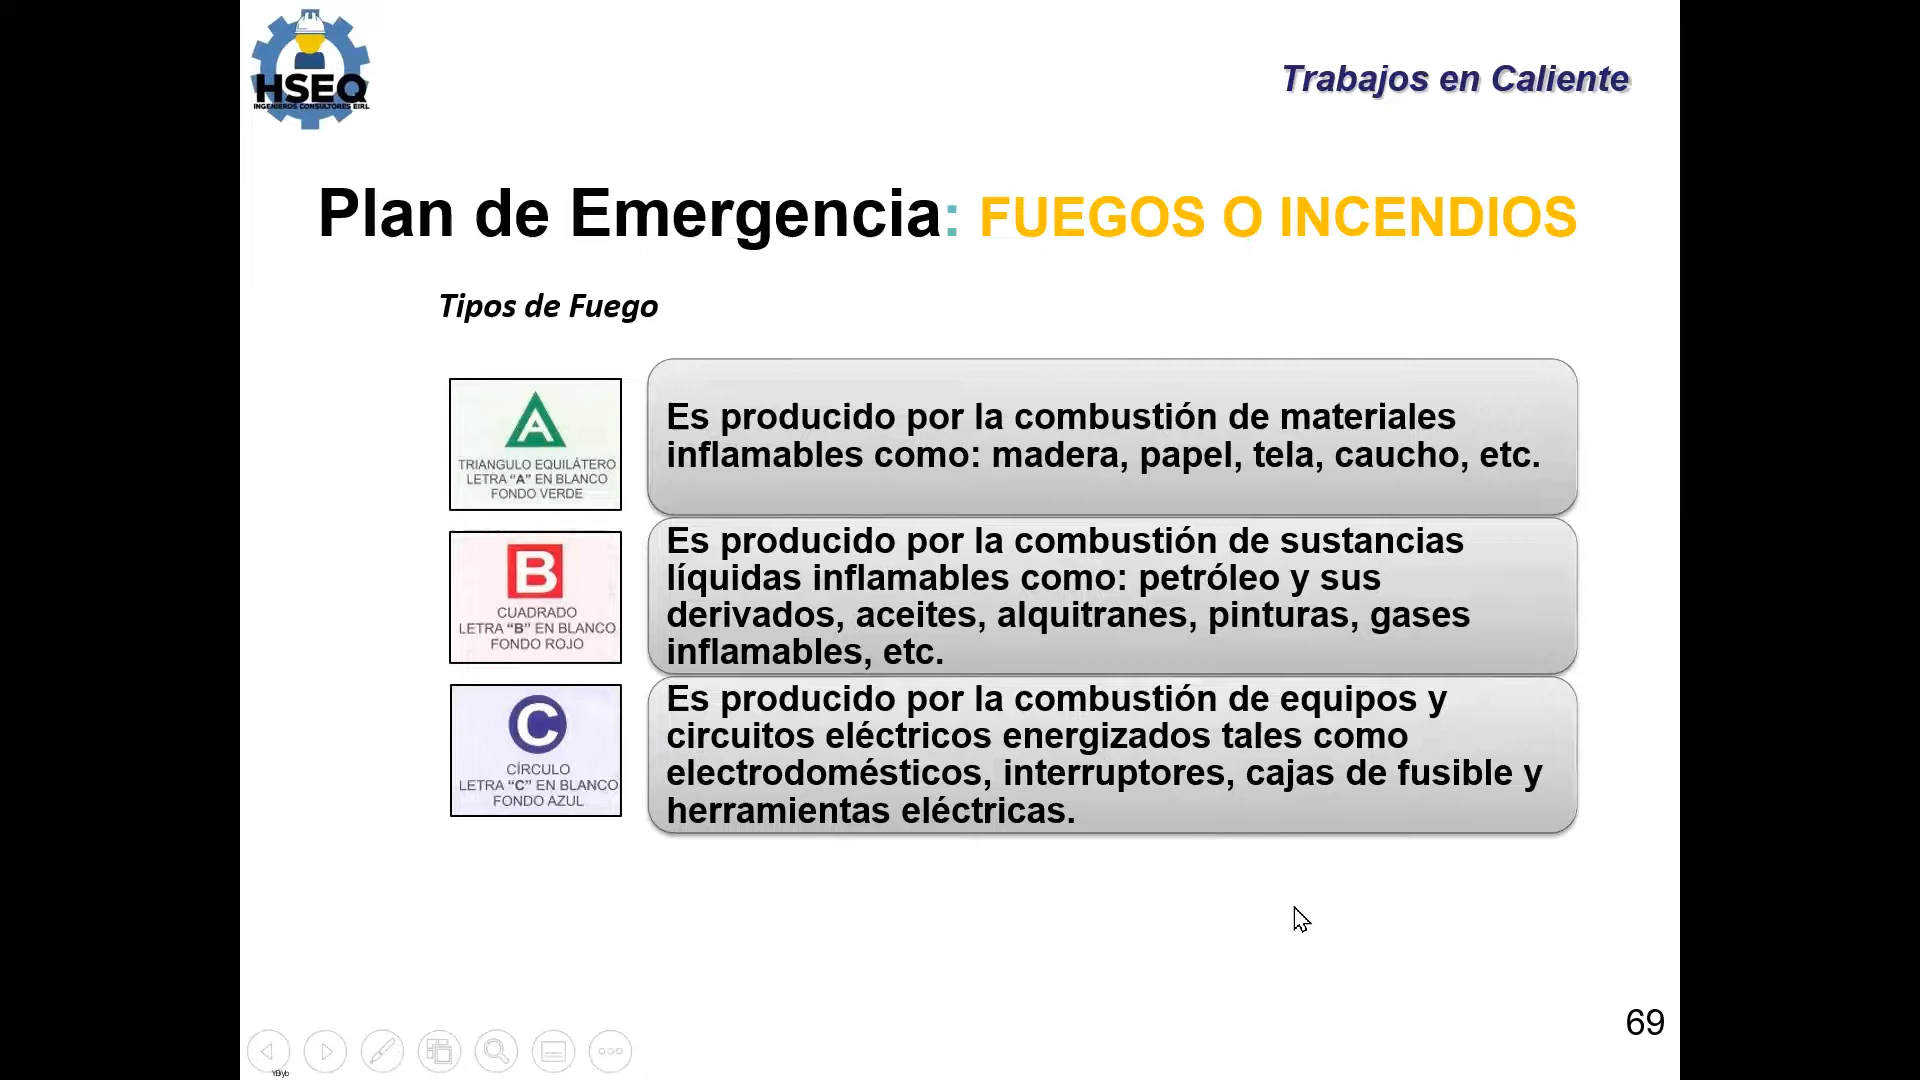 HSEQ
INGENIEROS CONSULTORES EIRL
Trabajos en Caliente
Plan de Emergencia: FUEGOS O INCENDIOS
Tipos de Fuego
A
TRIANGULO EQUILÁTERO
LETRA “A” EN BLANCO
FONDO VERDE
Es producido por la combustión de materiales
inflamables como: madera, papel, tela, caucho, etc.
B
CUADRADO
LETRA “B” EN BLANCO
FONDO ROJO
Es producido por la combustión de sustancias
líquidas inflamables como: petróleo y sus
derivados, aceites, alquitranes, pinturas, gases
inflamables, etc.
C
CÍRCULO
LETRA “C” EN BLANCO
FONDO AZUL
Es producido por la combustión de equipos y
circuitos eléctricos energizados tales como
electrodomésticos, interruptores, cajas de fusible y
herramientas eléctricas.
69